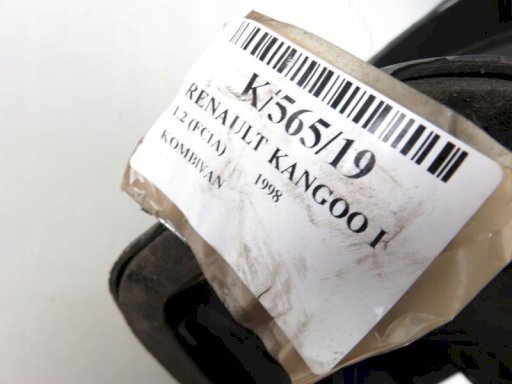 K/565/19
RENAULT KANGOO I
1.2 (FC1A) 1998
KOMBIVAN